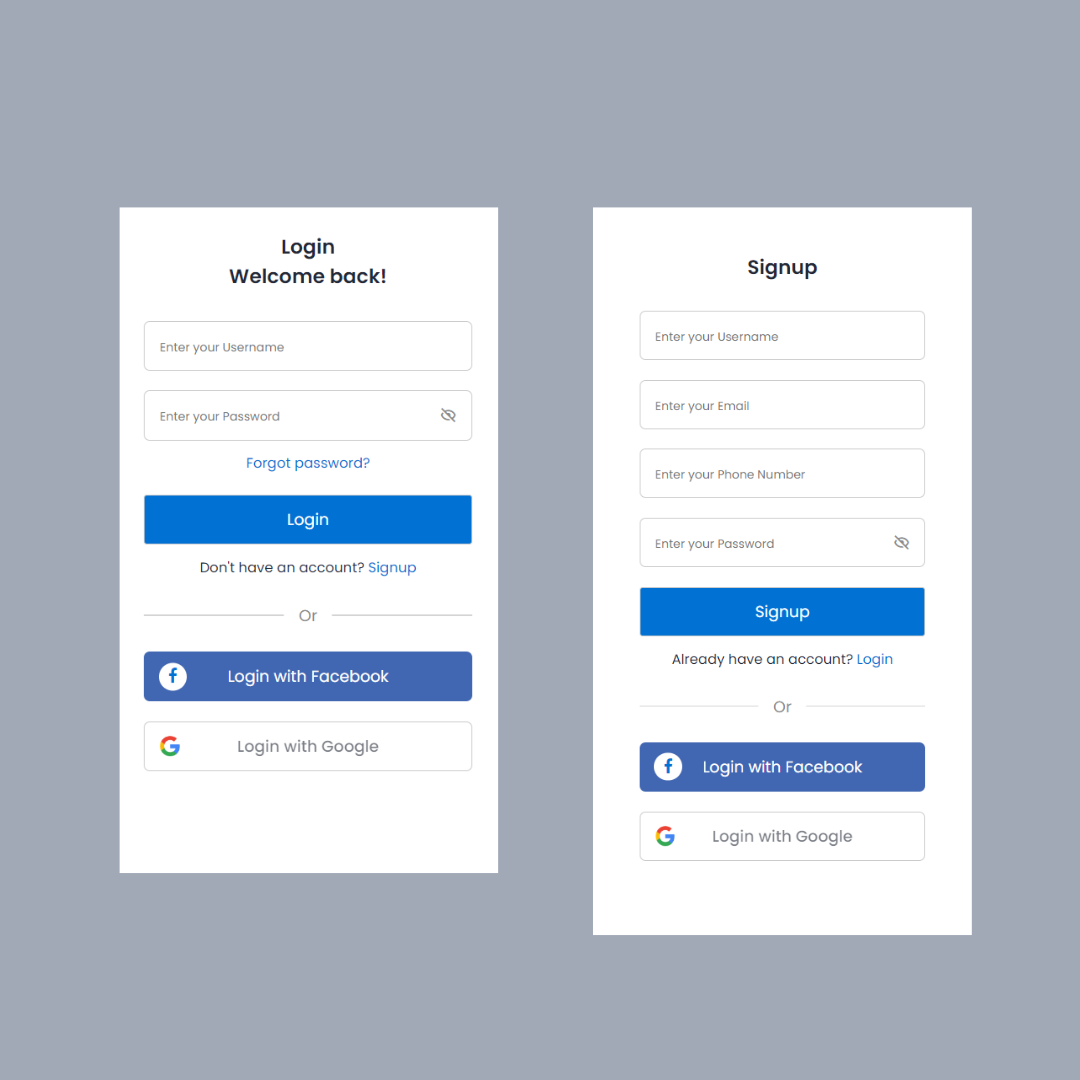 Login
Welcome back!
Enter your Username
Enter your Password
Forgot password?
Login
Don't have an account? Signup
Or
Login with Facebook
Login with Google
Signup
Enter your Username
Enter your Email
Enter your Phone Number
Enter your Password
Signup
Already have an account? Login
Or
Login with Facebook
Login with Google